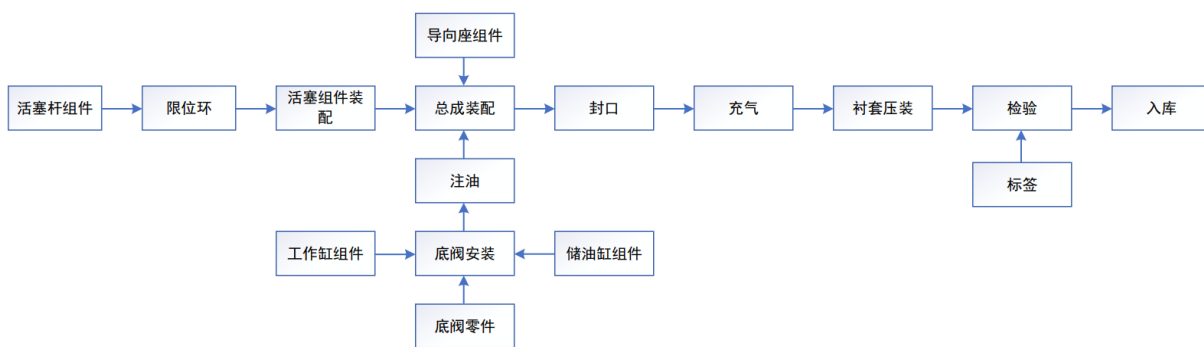 导向座组件
活塞杆组件
限位环
活塞组件装
配
总成装配
封口
充气
衬套压装
检验
入库
注油
标签
工作缸组件
底阀安装
储油缸组件
底阀零件